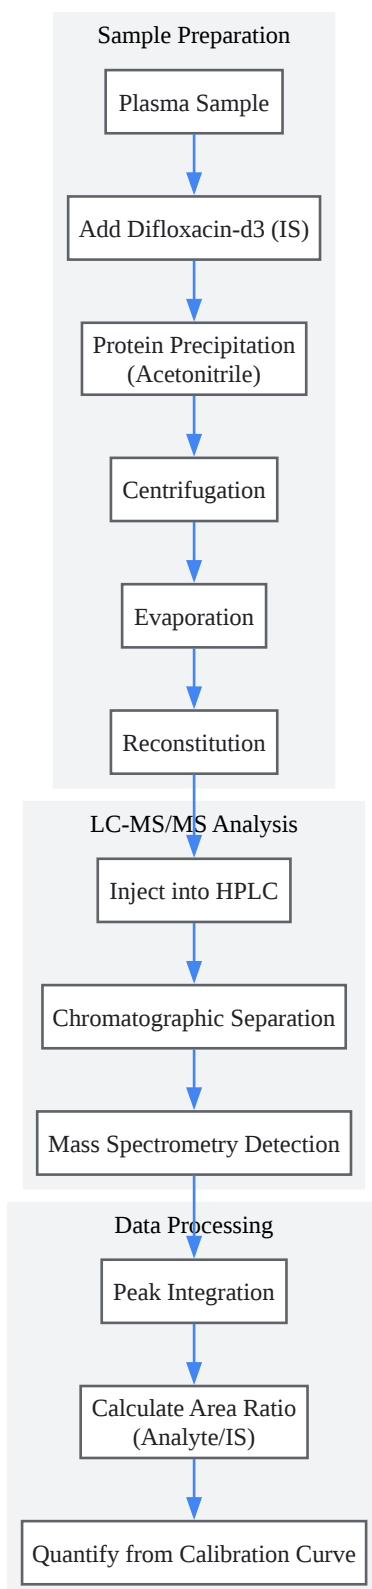 Sample Preparation
Plasma Sample
Add Difloxacin-d3 (IS)
Protein Precipitation
(Acetonitrile)
Centrifugation
Evaporation
Reconstitution
LC-MS/MS Analysis
Inject into HPLC
Chromatographic Separation
Mass Spectrometry Detection
Data Processing
Peak Integration
Calculate Area Ratio
(Analyte/IS)
Quantify from Calibration Curve